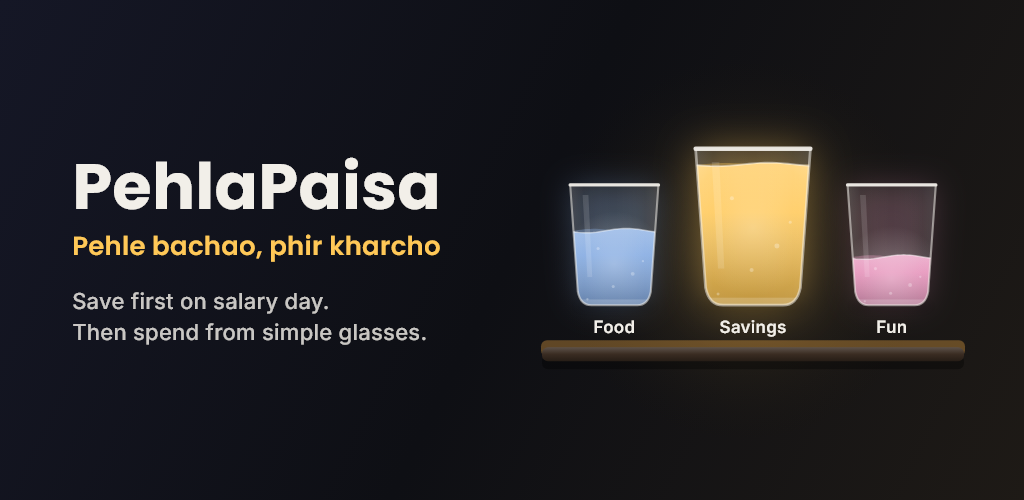 PehlaPaisa
Pehle bachao, phir kharcho
Save first on salary day.
Then spend from simple glasses.
Food
Savings
Fun